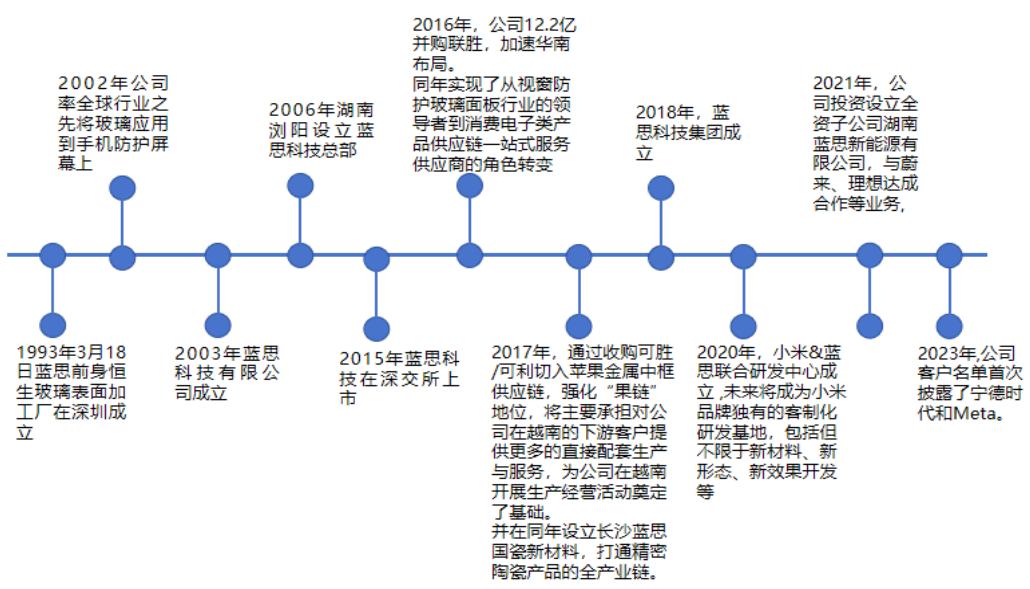 2016年，公司12.2亿
并购联胜，加速华南
布局。
同年实现了从视窗防
护玻璃面板行业的领
导者到消费电子类产
品供应链一站式服务
供应商的角色转变
2002年公司
率全球行业之
先将玻璃应用
到手机防护屏
幕上
2006年湖南
浏阳设立蓝
思科技总部
2018年，蓝
思科技集团成
立
2021年，公
司投资设立全
资子公司湖南
蓝思新能源有
限公司，与蔚
来、理想达成
合作等业务,
1993年3月18
日蓝思前身恒
生玻璃表面加
工厂在深圳成
立
2003年蓝思
科技有限公
司成立
2015年蓝思科
技在深交所上
市
2017年，通过收购可胜
/可利切入苹果金属中框
供应链，强化“果链”
地位，将主要承担对公
司在越南的下游客户提
供更多的直接配套生产
与服务，为公司在越南
开展生产经营活动奠定
了基础。
并在同年设立长沙蓝思
国瓷新材料，打通精密
陶瓷产品的全产业链。
2020年，小米&蓝
思联合研发中心成
立 ,未来将成为小米
品牌独有的客制化
研发基地，包括但
不限于新材料、新
形态、新效果开发
等
2023年,公司
客户名单首次
披露了宁德时
代和Meta。